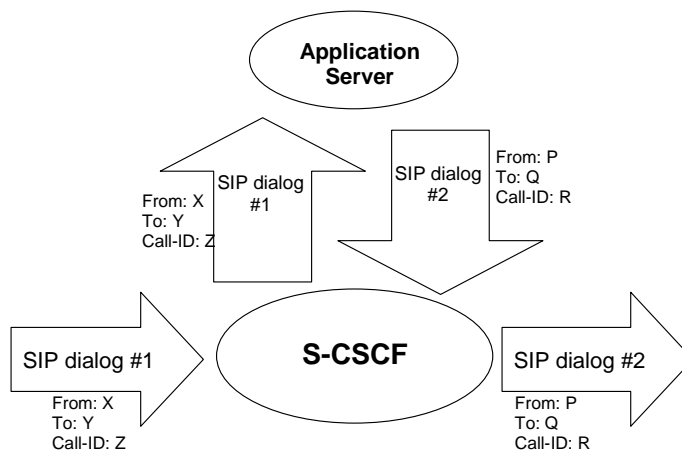 Application
Server
SIP dialog
#1
From: X
To: Y
Call-ID: Z
SIP dialog
#2
From: P
To: Q
Call-ID: R
SIP dialog #1
From: X
To: Y
Call-ID: Z
S-CSCF
SIP dialog #2
From: P
To: Q
Call-ID: R